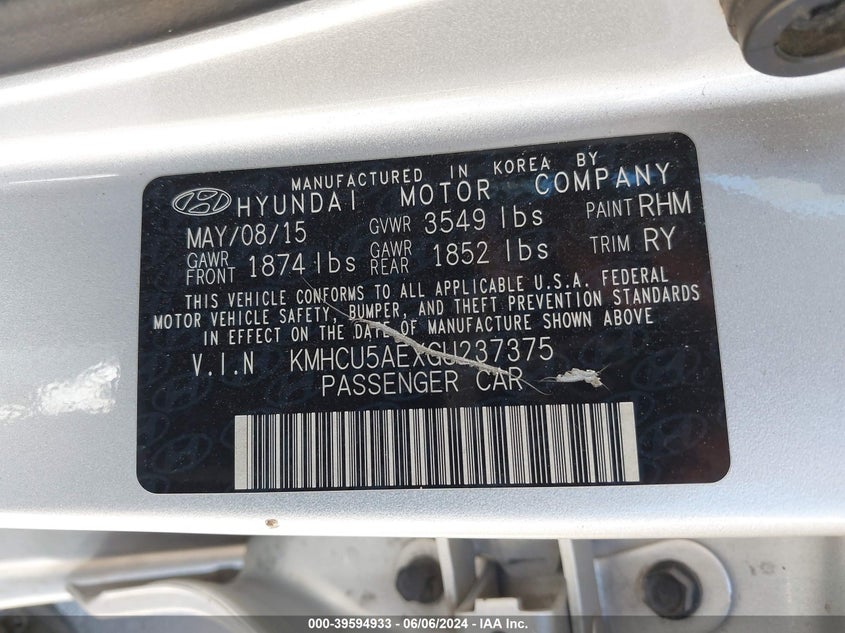 MANUFACTURED IN KOREA BY
HYUNDAI MOTOR COMPANY
MAY/08/15 GVWR 3549 lbs PAINT RHM
GAWR FRONT 1874 lbs GAWR REAR 1852 lbs TRIM RY
THIS VEHICLE CONFORMS TO ALL APPLICABLE U.S.A. FEDERAL
MOTOR VEHICLE SAFETY, BUMPER, AND THEFT PREVENTION STANDARDS
IN EFFECT ON THE DATE OF MANUFACTURE SHOWN ABOVE
V.I.N KMHCU5AEXGU237375
PASSENGER CAR
000-39594933 - 06/06/2024 - IAA Inc.